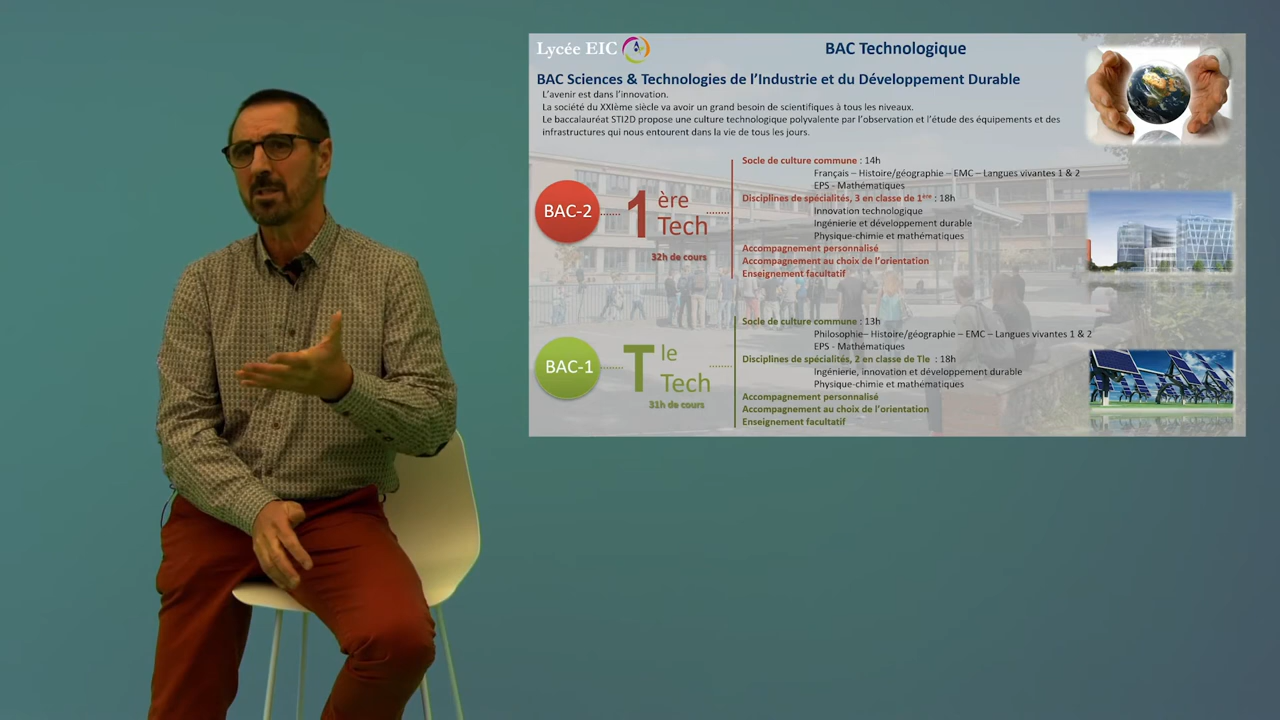 Lycée EIC
BAC Technologique
BAC Sciences & Technologies de l'Industrie et du Développement Durable
L'avenir est dans l'innovation.
La société du XXIème siècle va avoir un grand besoin de scientifiques à tous les niveaux.
Le baccalauréat STI2D propose une culture technologique polyvalente par l'observation et l'étude des équipements et des
infrastructures qui nous entourent dans la vie de tous les jours.
BAC-2
1 ère
Tech
32h de cours
Socle de culture commune : 14h
Français – Histoire/géographie – EMC – Langues vivantes 1 & 2
EPS - Mathématiques
Disciplines de spécialités, 3 en classe de 1ère : 18h
Innovation technologique
Ingénierie et développement durable
Physique-chimie et mathématiques
Accompagnement personnalisé
Accompagnement au choix de l'orientation
Enseignement facultatif
BAC-1
T le
Tech
31h de cours
Socle de culture commune : 13h
Philosophie– Histoire/géographie – EMC – Langues vivantes 1 & 2
EPS - Mathématiques
Disciplines de spécialités, 2 en classe de Tle : 18h
Ingénierie, innovation et développement durable
Physique-chimie et mathématiques
Accompagnement personnalisé
Accompagnement au choix de l'orientation
Enseignement facultatif